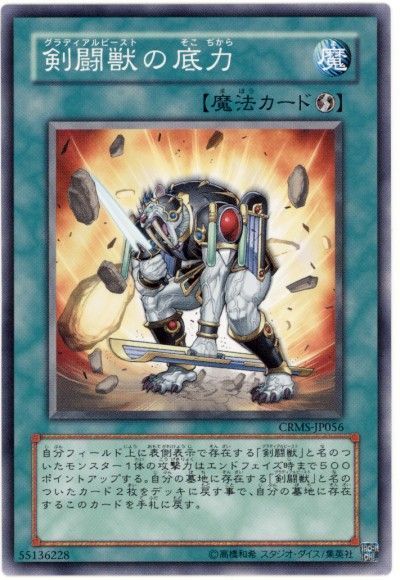 グラディアルビースト そこ ぢから
剣闘獣の底力
魔
まほう
【魔法カード】
CRMS-JP056
自分フィールド上に表側表示で存在する「剣闘獣」と名のつ
いたモンスター1体の攻撃力はエンドフェイズ時まで500
ポイントアップする。自分の墓地に存在する「剣闘獣」と名の
ついたカード2枚をデッキに戻す事で、自分の墓地に存在
するこのカードを手札に戻す。
55136228
©高橋和希 スタジオ・ダイス/集英社